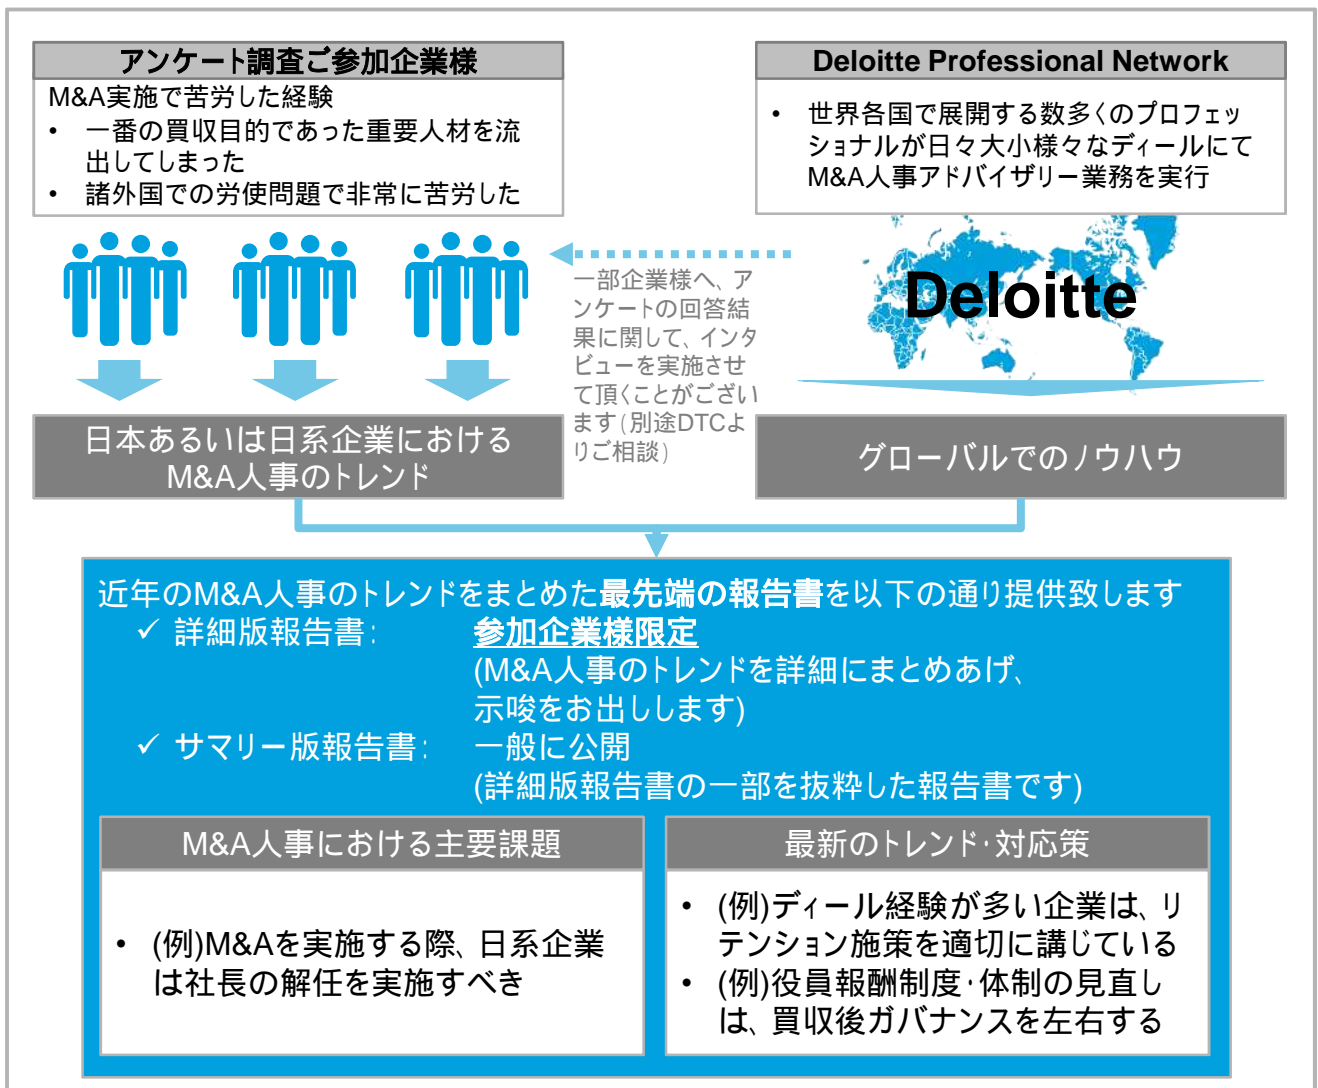 アンケート調査ご参加企業様
M&A実施で苦労した経験
• 一番の買収目的であった重要人材を流
出してしまった
• 諸外国での労使問題で非常に苦労した
Deloitte Professional Network
• 世界各国で展開する数多くのプロフェッ
ショナルが日々大小様々なディールにて
M&A人事アドバイザリー業務を実行
Deloitte
一部企業様へ、ア
ンケートの回答結
果に関して、インタ
ビューを実施させ
て頂くことがござい
ます(別途DTCよ
りご相談)
日本あるいは日系企業における
M&A人事のトレンド
グローバルでのノウハウ
近年のM&A人事のトレンドをまとめた最先端の報告書を以下の通り提供致します
✓ 詳細版報告書: 参加企業様限定
(M&A人事のトレンドを詳細にまとめあげ、
示唆をお出しします)
✓ サマリー版報告書: 一般に公開
(詳細版報告書の一部を抜粋した報告書です)
M&A人事における主要課題
• (例)M&Aを実施する際、日系企業
は社長の解任を実施すべき
最新のトレンド・対応策
• (例)ディール経験が多い企業は、リ
テンション施策を適切に講じている
• (例)役員報酬制度・体制の見直し
は、買収後ガバナンスを左右する